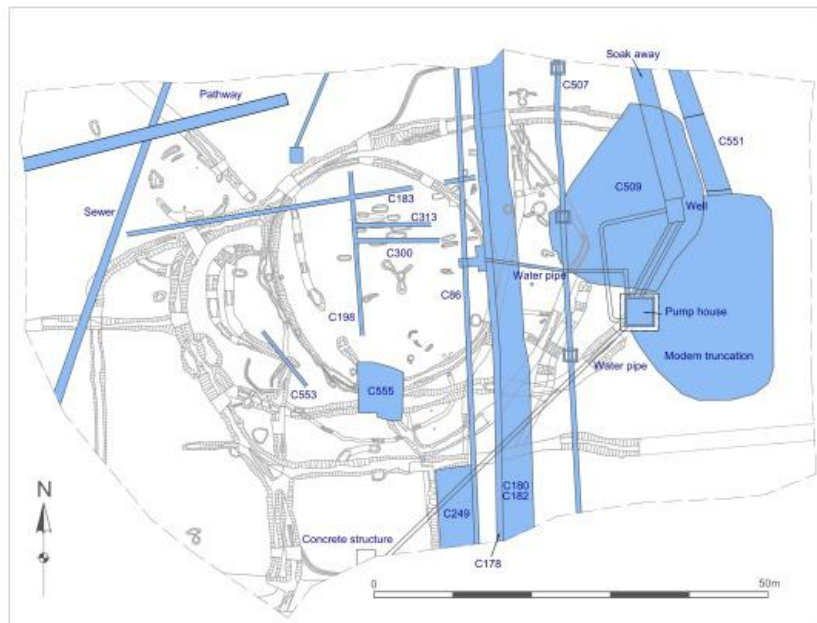 Soak away
C507
Pathway
C551
C509
C183
Sewer
Well
C313
C300
Water pipe
C86
C198
Pump house
Modern truncation
Water pipe
C553
C555
C180
C182
N
C249
Concrete structure
C178
0
50m